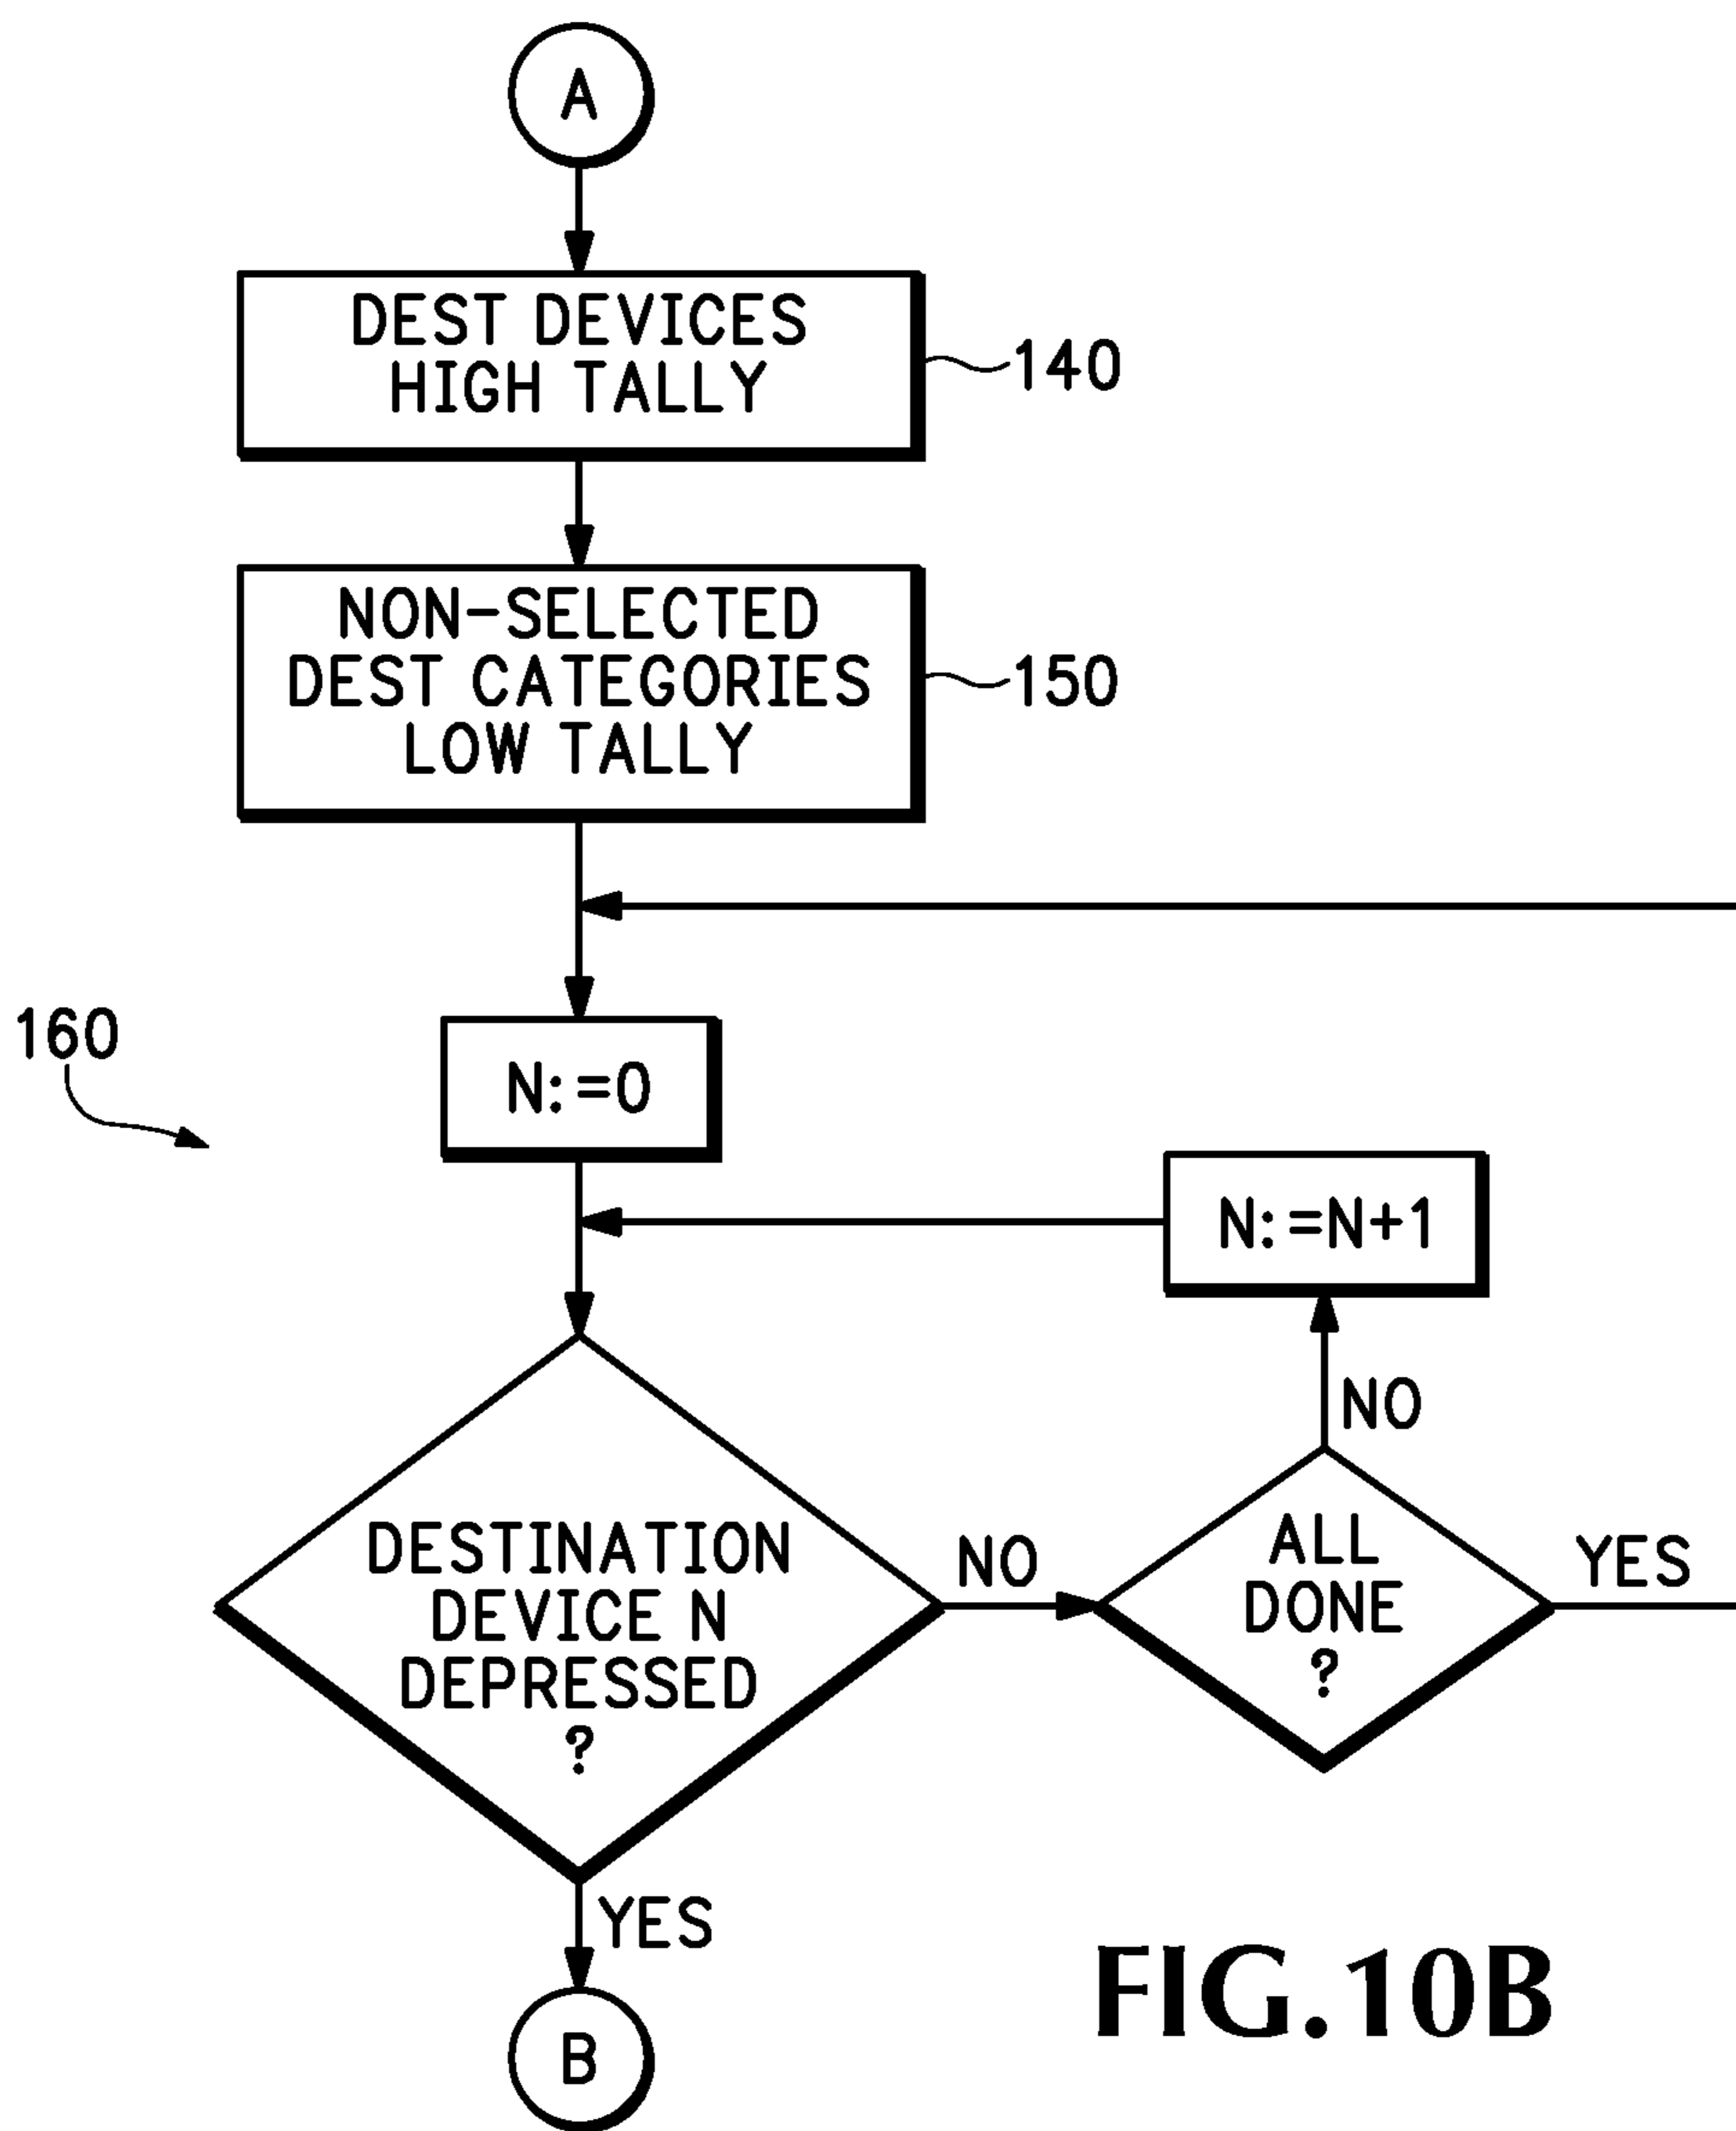 A
DEST DEVICES
HIGH TALLY
140
NON-SELECTED
DEST CATEGORIES
LOW TALLY
150
160
N:=0
N:=N+1
NO
DESTINATION
DEVICE N
DEPRESSED
?
NO
ALL
DONE
?
YES
YES
B
FIG.10B